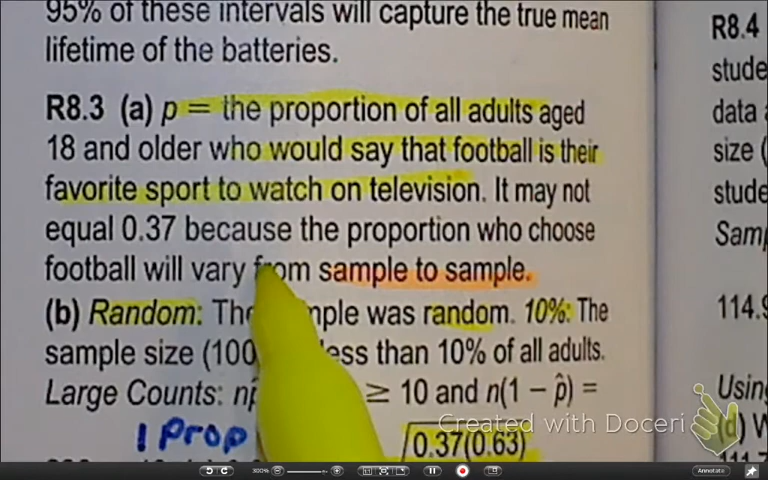 95% of these intervals will capture the true mean
lifetime of the batteries.
R8.3 (a) p = the proportion of all adults aged
18 and older who would say that football is their
favorite sport to watch on television. It may not
equal 0.37 because the proportion who choose
football will vary from sample to sample.
(b) Random: The sample was random. 10%: The
sample size (100 less than 10% of all adults.
Large Counts: np̂ ≥ 10 and n(1 − p̂) =
1 Prop √0.37(0.63)
R8.4
stude
data
size (
stude
Samp
114.9
Using
(d) W
Created with Doceri
300%
Annotate